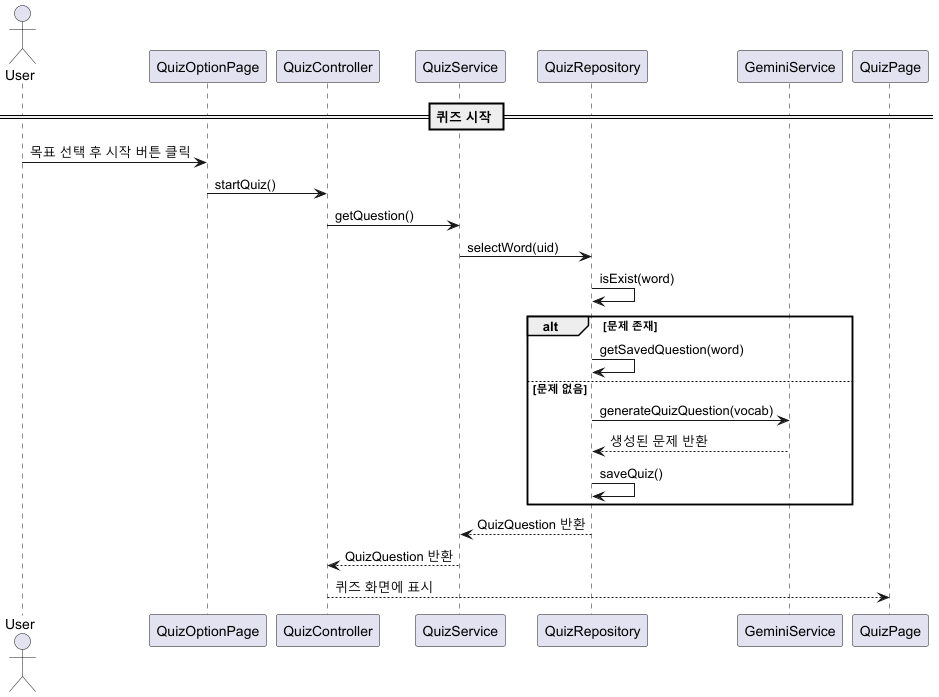 User
QuizOptionPage
QuizController
QuizService
QuizRepository
GeminiService
QuizPage
퀴즈 시작
목표 선택 후 시작 버튼 클릭
startQuiz()
getQuestion()
selectWord(uid)
isExist(word)
alt
[문제 존재]
getSavedQuestion(word)
[문제 없음]
generateQuizQuestion(vocab)
생성된 문제 반환
saveQuiz()
QuizQuestion 반환
QuizQuestion 반환
퀴즈 화면에 표시
User
QuizOptionPage
QuizController
QuizService
QuizRepository
GeminiService
QuizPage